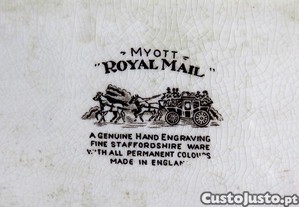 - MYOTT -
"ROYAL MAIL"
A GENUINE HAND ENGRAVING
FINE STAFFORDSHIRE WARE
WITH ALL PERMANENT COLOURS
MADE IN ENGLAND
CustoJusto.pt